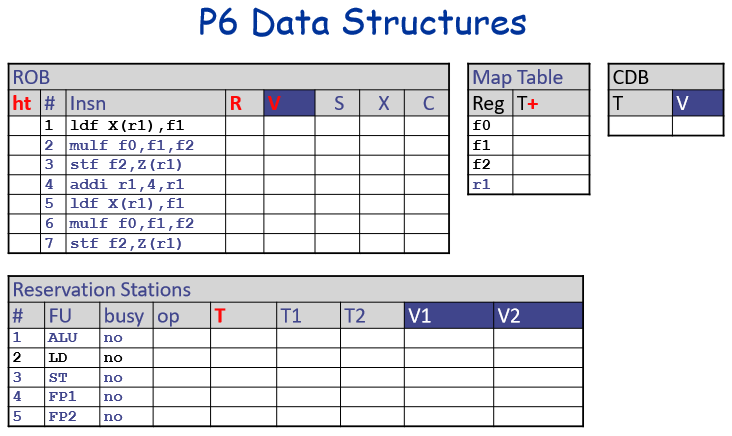 P6 Data Structures
ROB
ht # Insn R V S X C
1 ldf X(r1),f1
2 mulf f0,f1,f2
3 stf f2,Z(r1)
4 addi r1,4,r1
5 ldf X(r1),f1
6 mulf f0,f1,f2
7 stf f2,Z(r1)
Map Table
Reg T+
f0
f1
f2
r1
CDB
T V
Reservation Stations
# FU busy op T T1 T2 V1 V2
1 ALU no
2 LD no
3 ST no
4 FP1 no
5 FP2 no